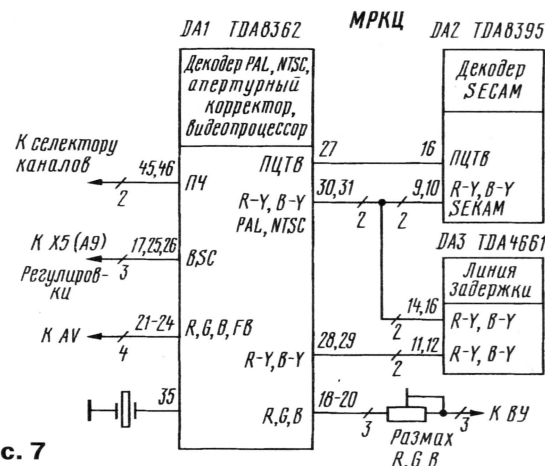 DA1 TDA8362
МРКЦ
DA2 TDA8395
Декодер PAL, NTSC,
апертурный
корректор,
видеопроцессор
Декодер
SECAM
К селектору
каналов
45,46
2
ПЧ
ПЦТВ
27
16
ПЦТВ
R-Y, B-Y
PAL, NTSC
30,31
2
2
9,10
R-Y, B-Y
SEKAM
К X5 (A9)
Регулиров-
ки
17,25,26
3
B,S,C
DA3 TDA4661
Линия
задержки
14,16
2
R-Y, B-Y
К AV
21-24
4
R,G,B,FB
R-Y, B-Y
28,29
2
11,12
R-Y, B-Y
35
R,G,B
18-20
3
3
К ВУ
Размах
R, G, B
с. 7